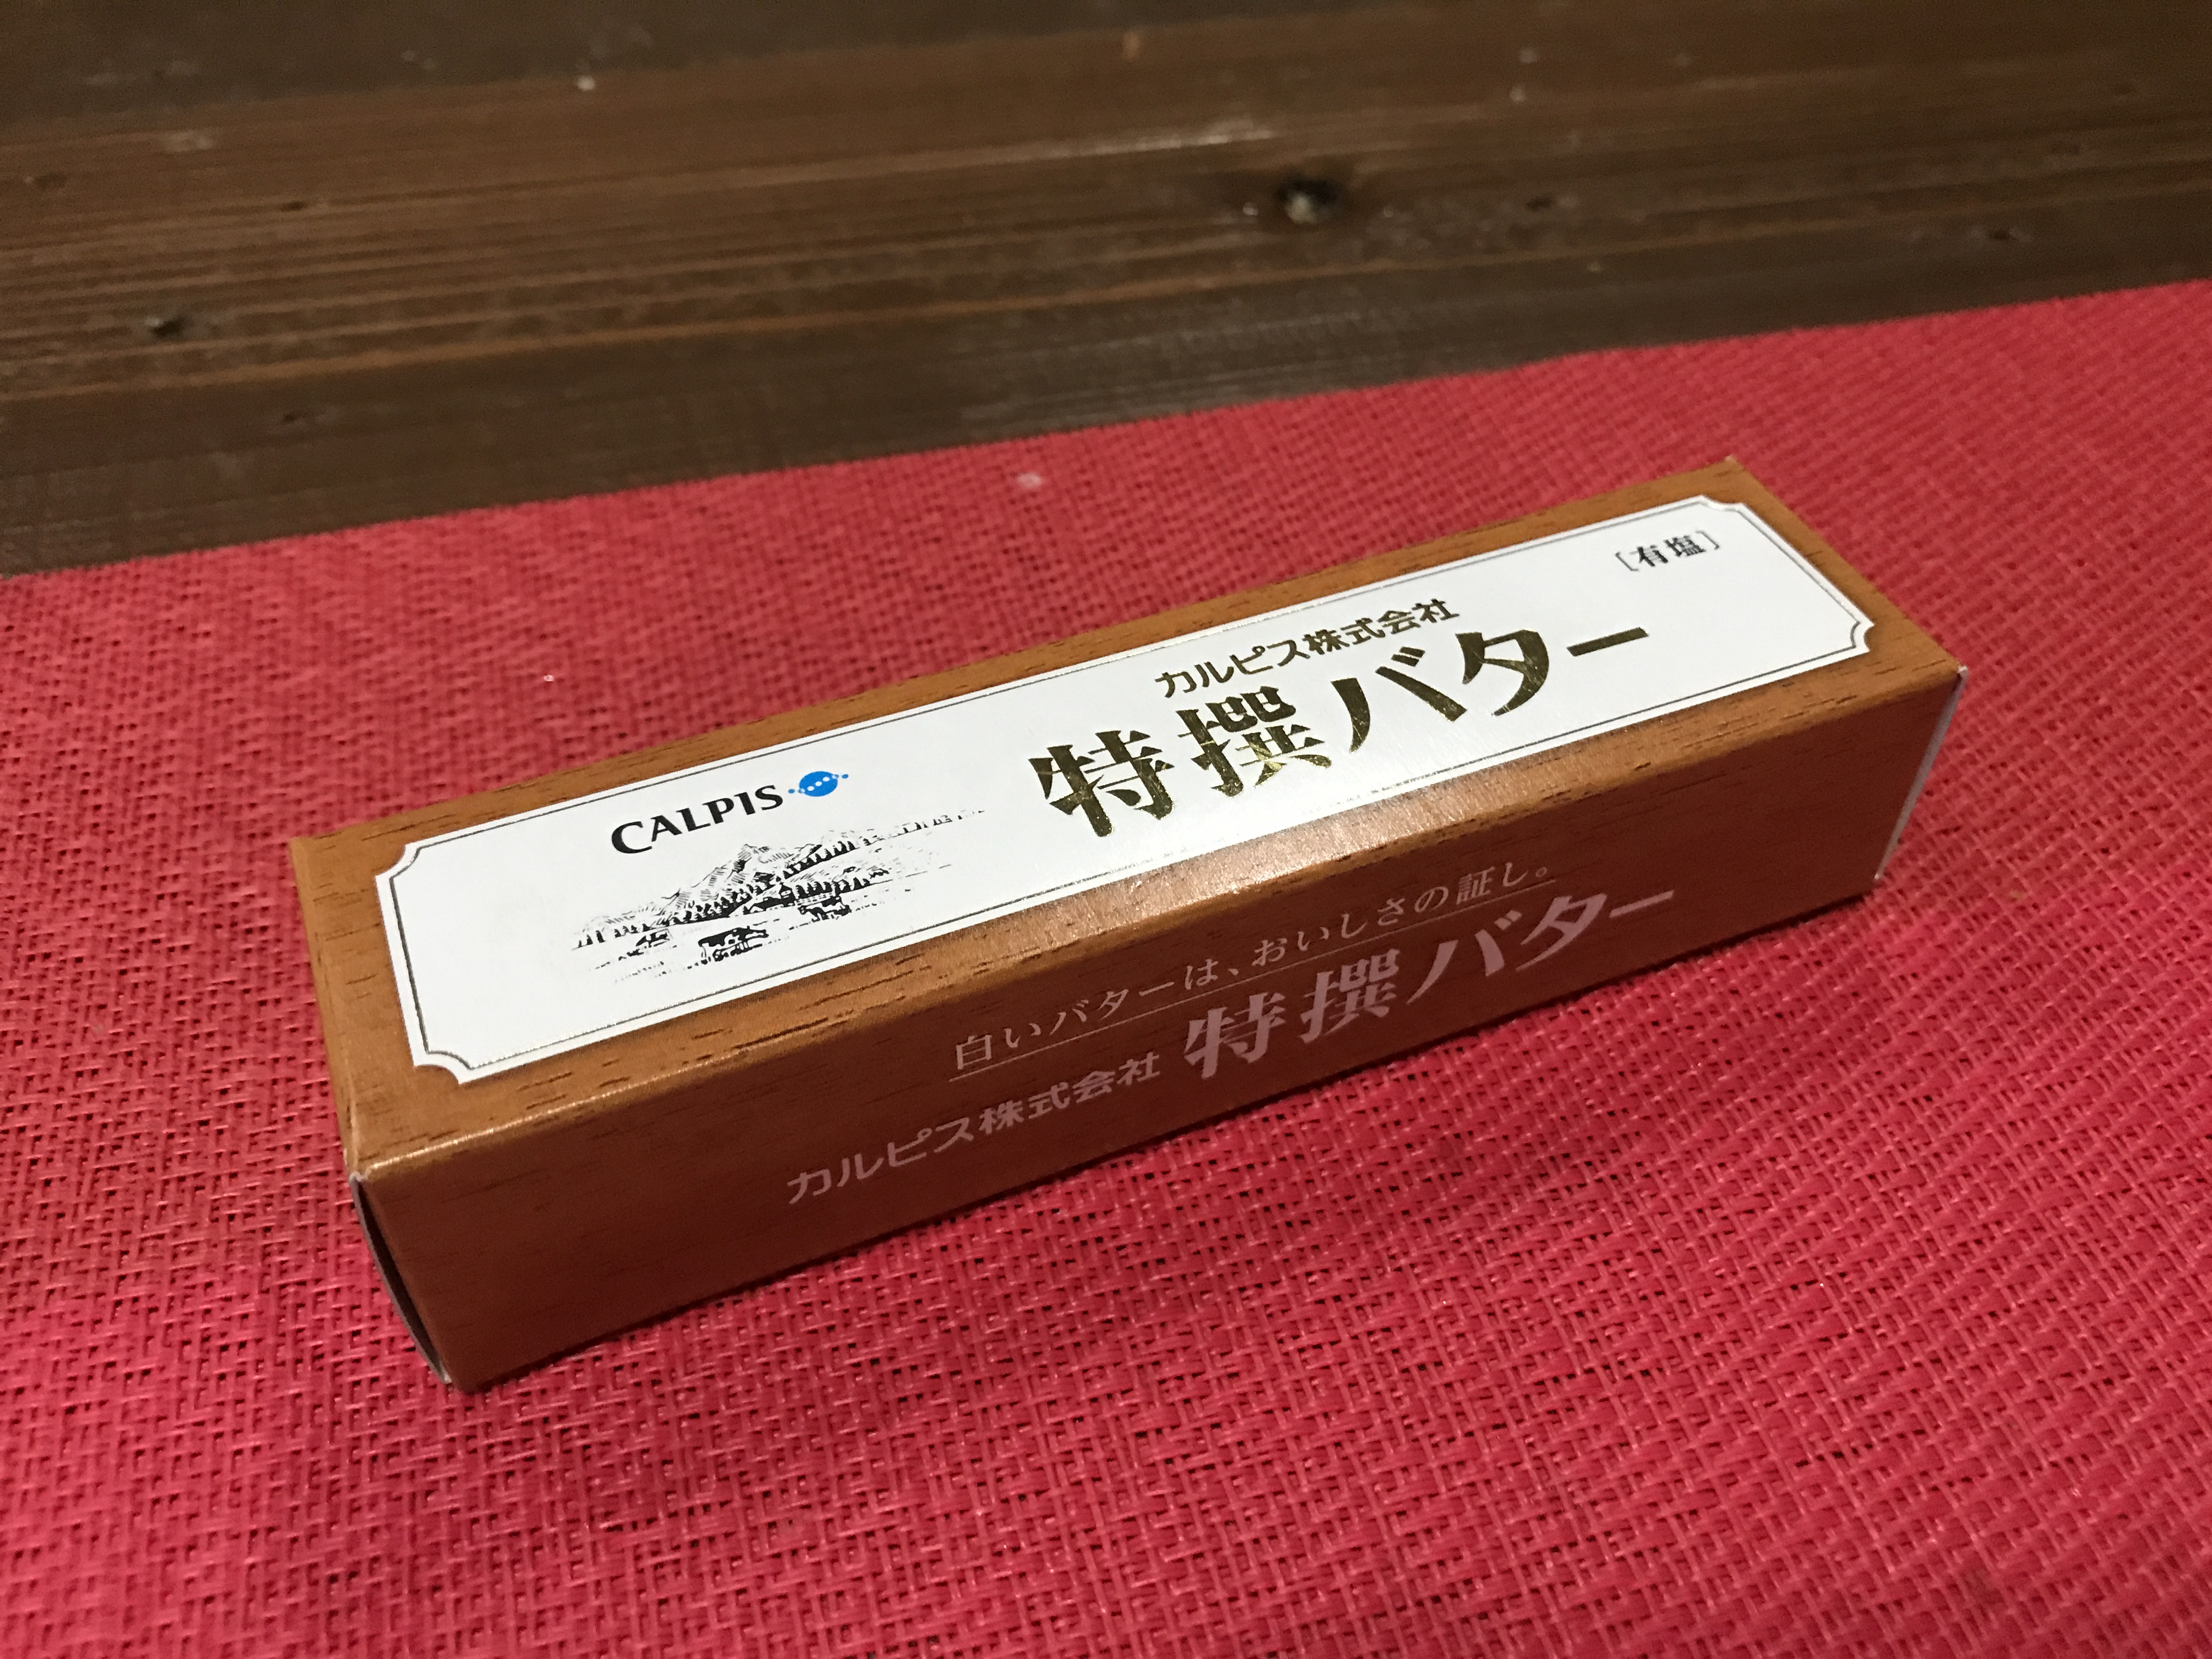 [有塩]
カルピス株式会社
特撰バター
CALPIS
白いバターは、おいしさの証し。
カルピス株式会社 特撰バター